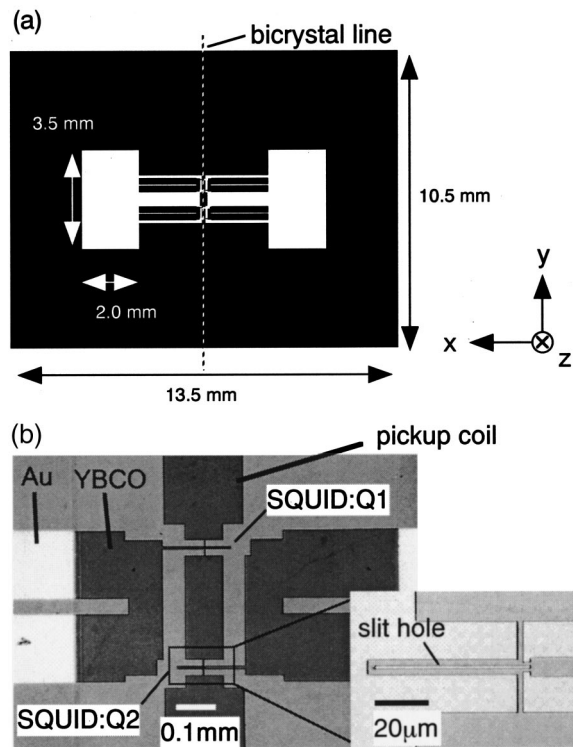 (a)
bicrystal line
3.5 mm
10.5 mm
2.0 mm
y
x
z
13.5 mm
(b)
pickup coil
Au
YBCO
SQUID:Q1
slit hole
SQUID:Q2
0.1mm
20μm